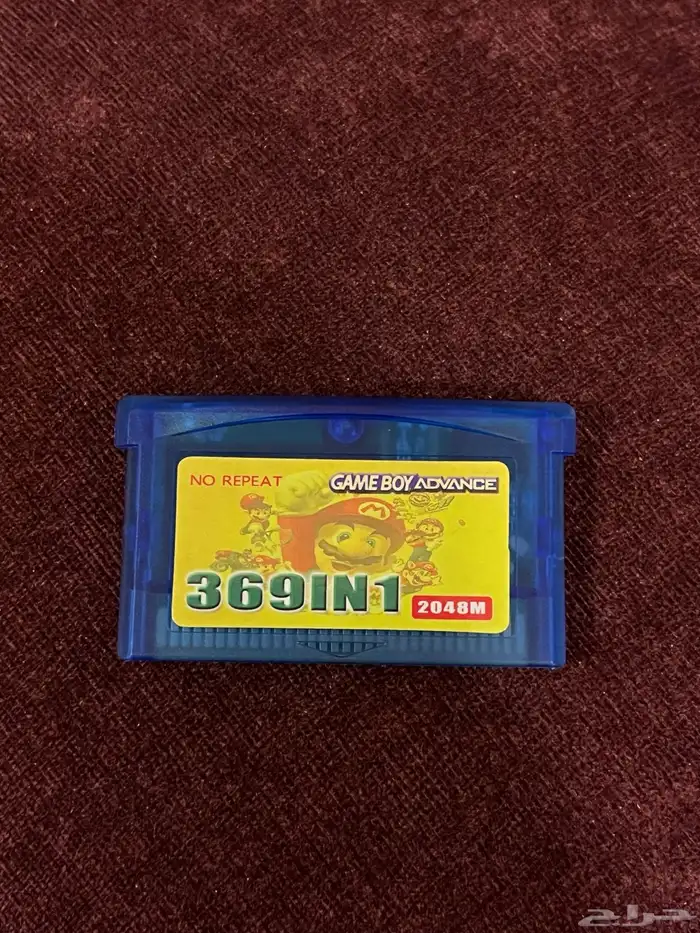 NO REPEAT
GAME BOY ADVANCE
M
369IN1
2048M
حراج